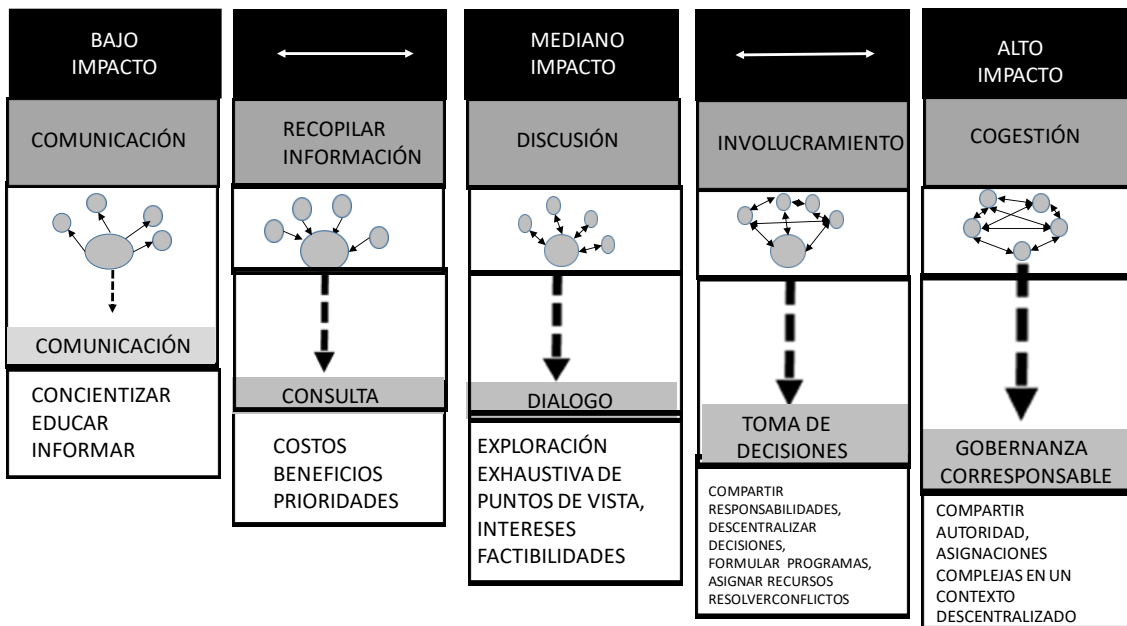 BAJO
IMPACTO
MEDIANO
IMPACTO
ALTO
IMPACTO
COMUNICACIÓN
RECOPILAR
INFORMACIÓN
DISCUSIÓN
INVOLUCRAMIENTO
COGESTIÓN
COMUNICACIÓN
CONCIENTIZAR
EDUCAR
INFORMAR
CONSULTA
COSTOS
BENEFICIOS
PRIORIDADES
DIALOGO
EXPLORACIÓN
EXHAUSTIVA DE
PUNTOS DE VISTA,
INTERESES
FACTIBILIDADES
TOMA DE
DECISIONES
COMPARTIR
RESPONSABILIDADES,
DESCENTRALIZAR
DECISIONES,
FORMULAR PROGRAMAS,
ASIGNAR RECURSOS
RESOLVERCONFLICTOS
GOBERNANZA
CORRESPONSABLE
COMPARTIR
AUTORIDAD,
ASIGNACIONES
COMPLEJAS EN UN
CONTEXTO
DESCENTRALIZADO